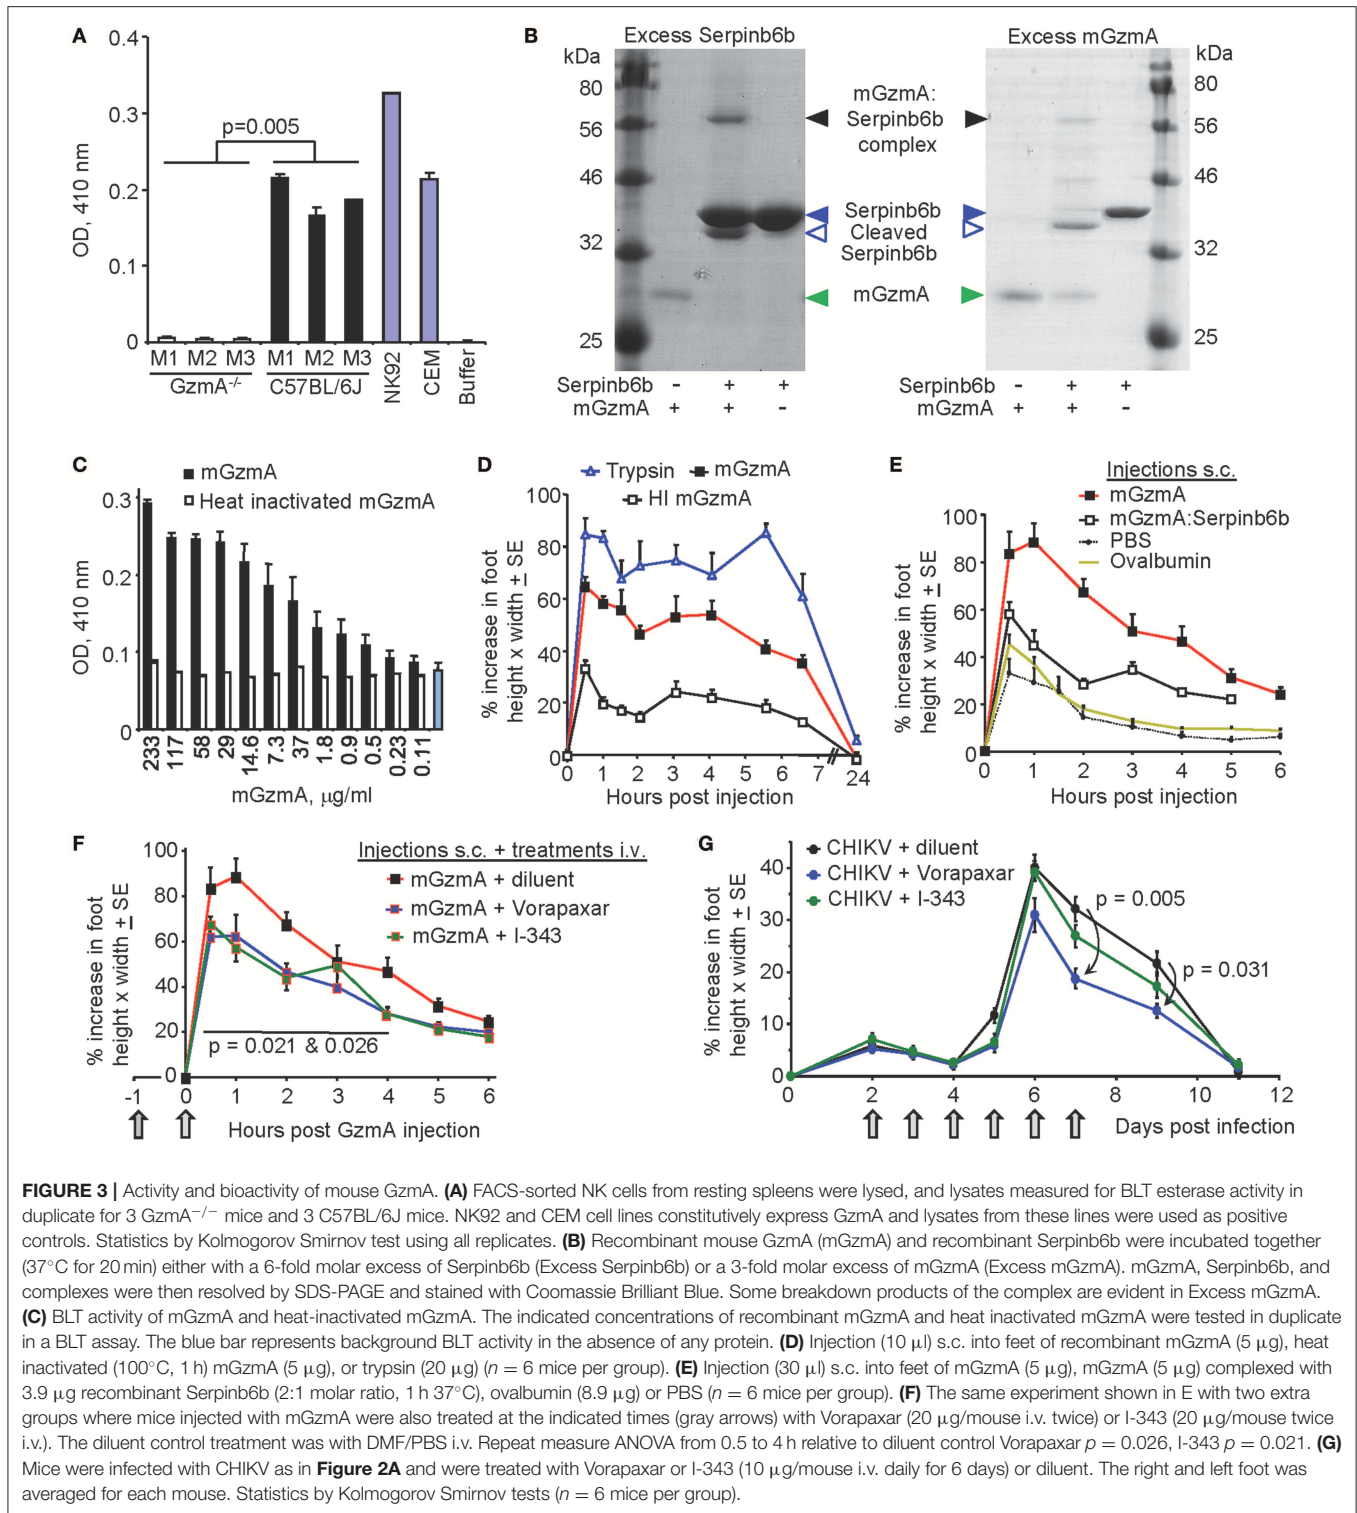 A
0.4
0.3
0.2
0.1
0
OD, 410 nm
p=0.005
M1 M2 M3 M1 M2 M3
GzmA-/- C57BL/6J
NK92
CEM
Buffer
B
Excess Serpinb6b
Excess mGzmA
kDa
80
56
46
32
25
mGzmA:
Serpinb6b
complex
Serpinb6b
Cleaved
Serpinb6b
mGzmA
kDa
80
56
46
32
25
Serpinb6b - + +
mGzmA + + -
Serpinb6b - + +
mGzmA + + -
C
mGzmA
Heat inactivated mGzmA
0.3
0.2
0.1
0
OD, 410 nm
233 117 58 29 14.6 7.3 37 1.8 0.9 0.5 0.23 0.11
mGzmA, μg/ml
D
Trypsin mGzmA
HI mGzmA
100
80
60
40
20
0
% increase in foot
height x width ± SE
0 1 2 3 4 5 6 7 24
Hours post injection
E
Injections s.c.
mGzmA
mGzmA:Serpinb6b
PBS
Ovalbumin
100
80
60
40
20
0
% increase in foot
height x width ± SE
0 1 2 3 4 5 6
Hours post injection
F
Injections s.c. + treatments i.v.
mGzmA + diluent
mGzmA + Vorapaxar
mGzmA + I-343
100
80
60
40
20
0
% increase in foot
height x width ± SE
p = 0.021 & 0.026
-1 0 1 2 3 4 5 6
Hours post GzmA injection
G
CHIKV + diluent
CHIKV + Vorapaxar
CHIKV + I-343
40
30
20
10
0
% increase in foot
height x width ± SE
p = 0.005
p = 0.031
0 2 4 6 8 10 12
Days post infection
FIGURE 3 | Activity and bioactivity of mouse GzmA. (A) FACS-sorted NK cells from resting spleens were lysed, and lysates measured for BLT esterase activity in
duplicate for 3 GzmA−/− mice and 3 C57BL/6J mice. NK92 and CEM cell lines constitutively express GzmA and lysates from these lines were used as positive
controls. Statistics by Kolmogorov Smirnov test using all replicates. (B) Recombinant mouse GzmA (mGzmA) and recombinant Serpinb6b were incubated together
(37°C for 20 min) either with a 6-fold molar excess of Serpinb6b (Excess Serpinb6b) or a 3-fold molar excess of mGzmA (Excess mGzmA). mGzmA, Serpinb6b, and
complexes were then resolved by SDS-PAGE and stained with Coomassie Brilliant Blue. Some breakdown products of the complex are evident in Excess mGzmA.
(C) BLT activity of mGzmA and heat-inactivated mGzmA. The indicated concentrations of recombinant mGzmA and heat inactivated mGzmA were tested in duplicate
in a BLT assay. The blue bar represents background BLT activity in the absence of any protein. (D) Injection (10 μl) s.c. into feet of recombinant mGzmA (5 μg), heat
inactivated (100°C, 1 h) mGzmA (5 μg), or trypsin (20 μg) (n = 6 mice per group). (E) Injection (30 μl) s.c. into feet of mGzmA (5 μg), mGzmA (5 μg) complexed with
3.9 μg recombinant Serpinb6b (2:1 molar ratio, 1 h 37°C), ovalbumin (8.9 μg) or PBS (n = 6 mice per group). (F) The same experiment shown in E with two extra
groups where mice injected with mGzmA were also treated at the indicated times (gray arrows) with Vorapaxar (20 μg/mouse i.v. twice) or I-343 (20 μg/mouse twice
i.v.). The diluent control treatment was with DMF/PBS i.v. Repeat measure ANOVA from 0.5 to 4 h relative to diluent control Vorapaxar p = 0.026, I-343 p = 0.021. (G)
Mice were infected with CHIKV as in Figure 2A and were treated with Vorapaxar or I-343 (10 μg/mouse i.v. daily for 6 days) or diluent. The right and left foot was
averaged for each mouse. Statistics by Kolmogorov Smirnov tests (n = 6 mice per group).